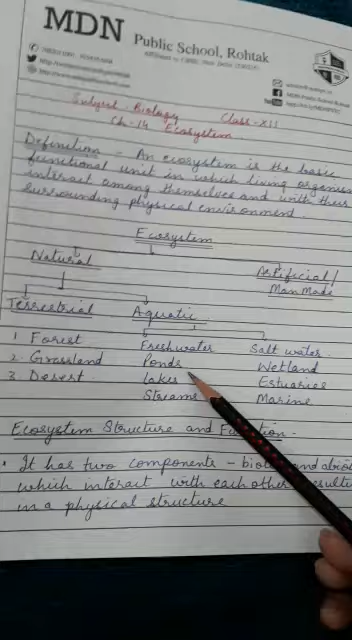 MDN
Public School, Rohtak
Subject - Biology Class - XII
Ch-14 Ecosystem
Definition - An ecosystem is the basic
functional unit in which living organisms
interact among themselves and with their
surrounding physical environment.
Ecosystem
Natural Artificial/
Man Made
Terrestrial Aquatic
1. Forest Freshwater Salt water
2. Grassland Ponds Wetland
3. Desert Lakes Estuaries
Streams Marine
Ecosystem Structure and Function -
• It has two components - biotic and abiotic
which interact with each other
in a physical structure